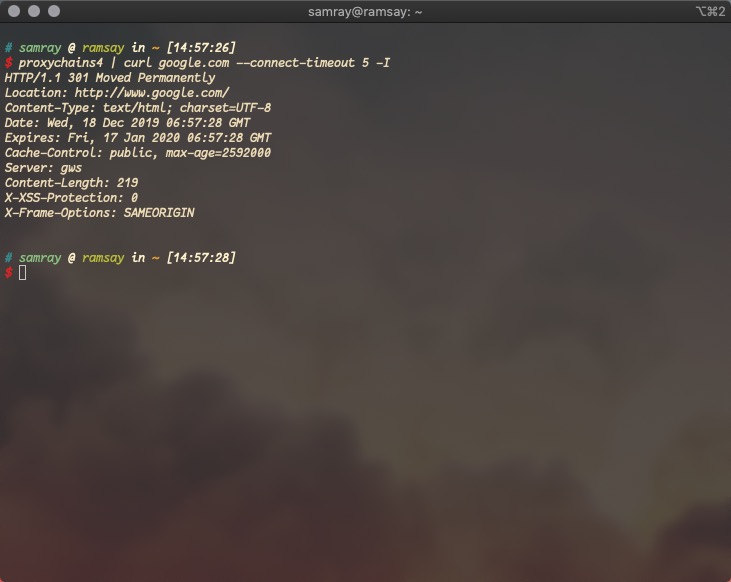 samray@ramsay: ~
⌥⌘2
# samray @ ramsay in ~ [14:57:26]
$ proxychains4 | curl google.com --connect-timeout 5 -I
HTTP/1.1 301 Moved Permanently
Location: http://www.google.com/
Content-Type: text/html; charset=UTF-8
Date: Wed, 18 Dec 2019 06:57:28 GMT
Expires: Fri, 17 Jan 2020 06:57:28 GMT
Cache-Control: public, max-age=2592000
Server: gws
Content-Length: 219
X-XSS-Protection: 0
X-Frame-Options: SAMEORIGIN
# samray @ ramsay in ~ [14:57:28]
$